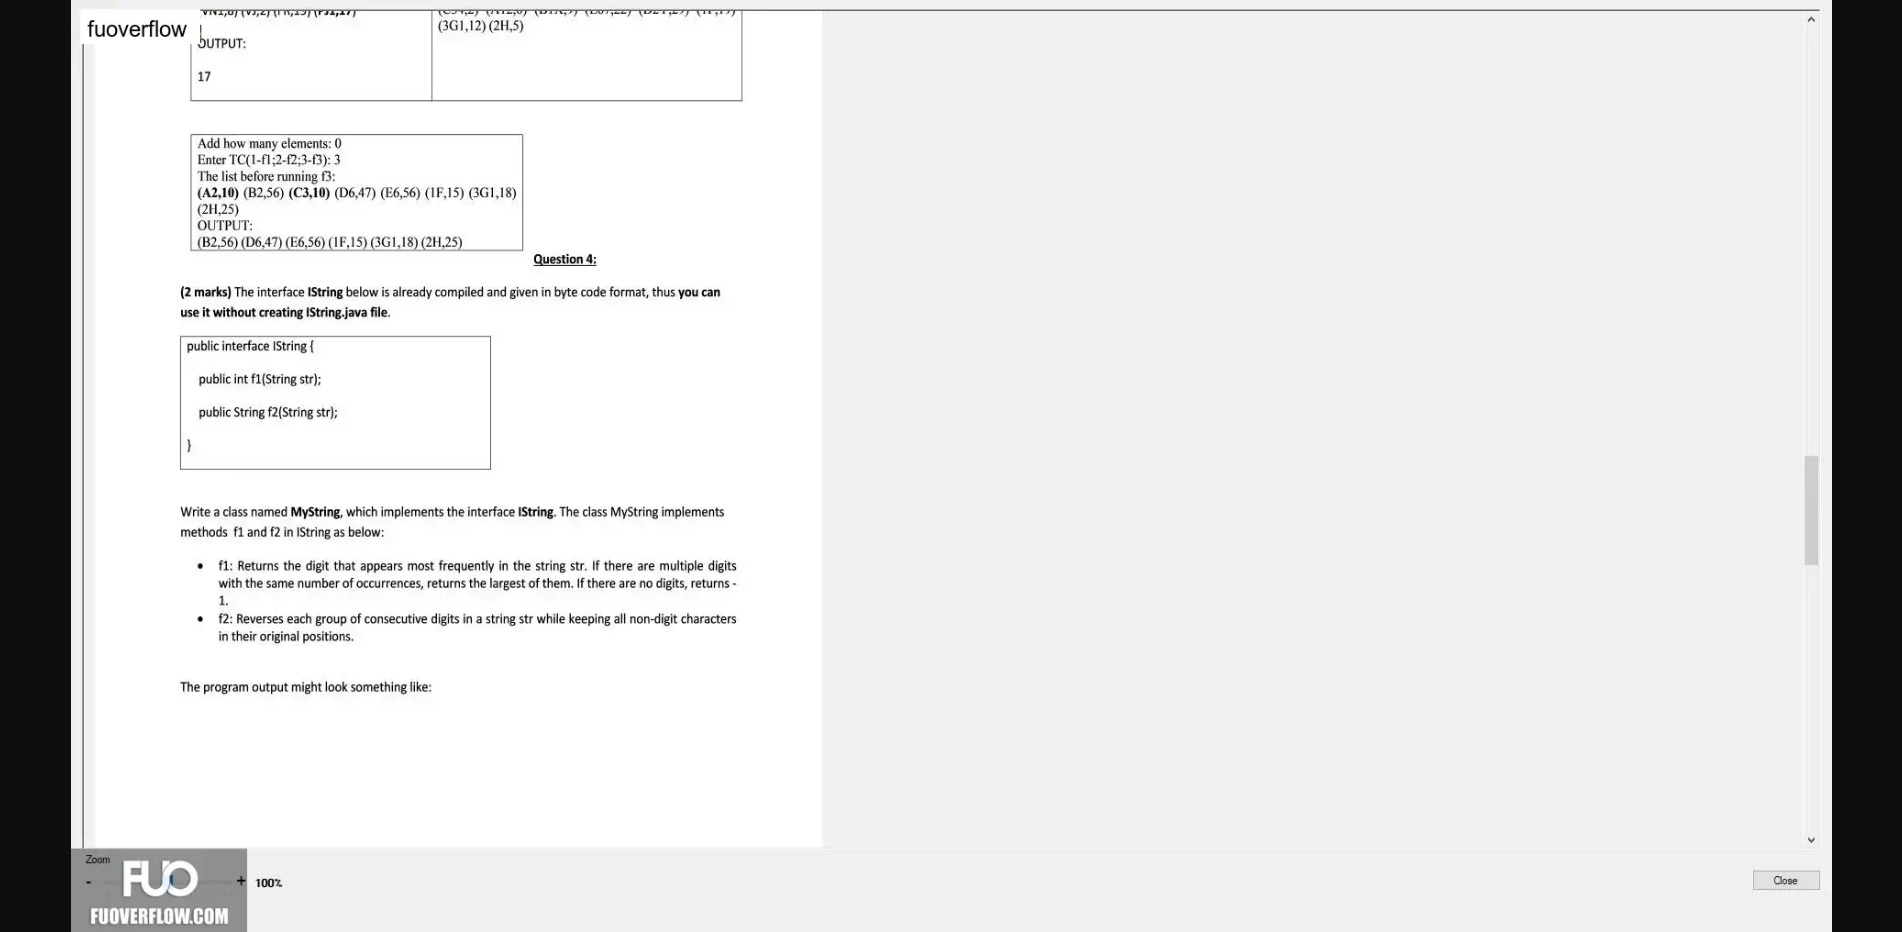 fuoverflow
(3G1,12) (2H,5)
OUTPUT:
17
Add how many elements: 0
Enter TC(1-f1;2-f2;3-f3): 3
The list before running f3:
(A2,10) (B2,56) (C3,10) (D6,47) (E6,56) (1F,15) (3G1,18)
(2H,25)
OUTPUT:
(B2,56) (D6,47) (E6,56) (1F,15) (3G1,18) (2H,25)
Question 4:
(2 marks) The interface IString below is already compiled and given in byte code format, thus you can
use it without creating IString.java file.
public interface IString {
public int f1(String str);
public String f2(String str);
}
Write a class named MyString, which implements the interface IString. The class MyString implements
methods f1 and f2 in IString as below:
• f1: Returns the digit that appears most frequently in the string str. If there are multiple digits
with the same number of occurrences, returns the largest of them. If there are no digits, returns -
1.
• f2: Reverses each group of consecutive digits in a string str while keeping all non-digit characters
in their original positions.
The program output might look something like:
Zoom
- + 100%
FUO
FUOVERFLOW.COM
Close